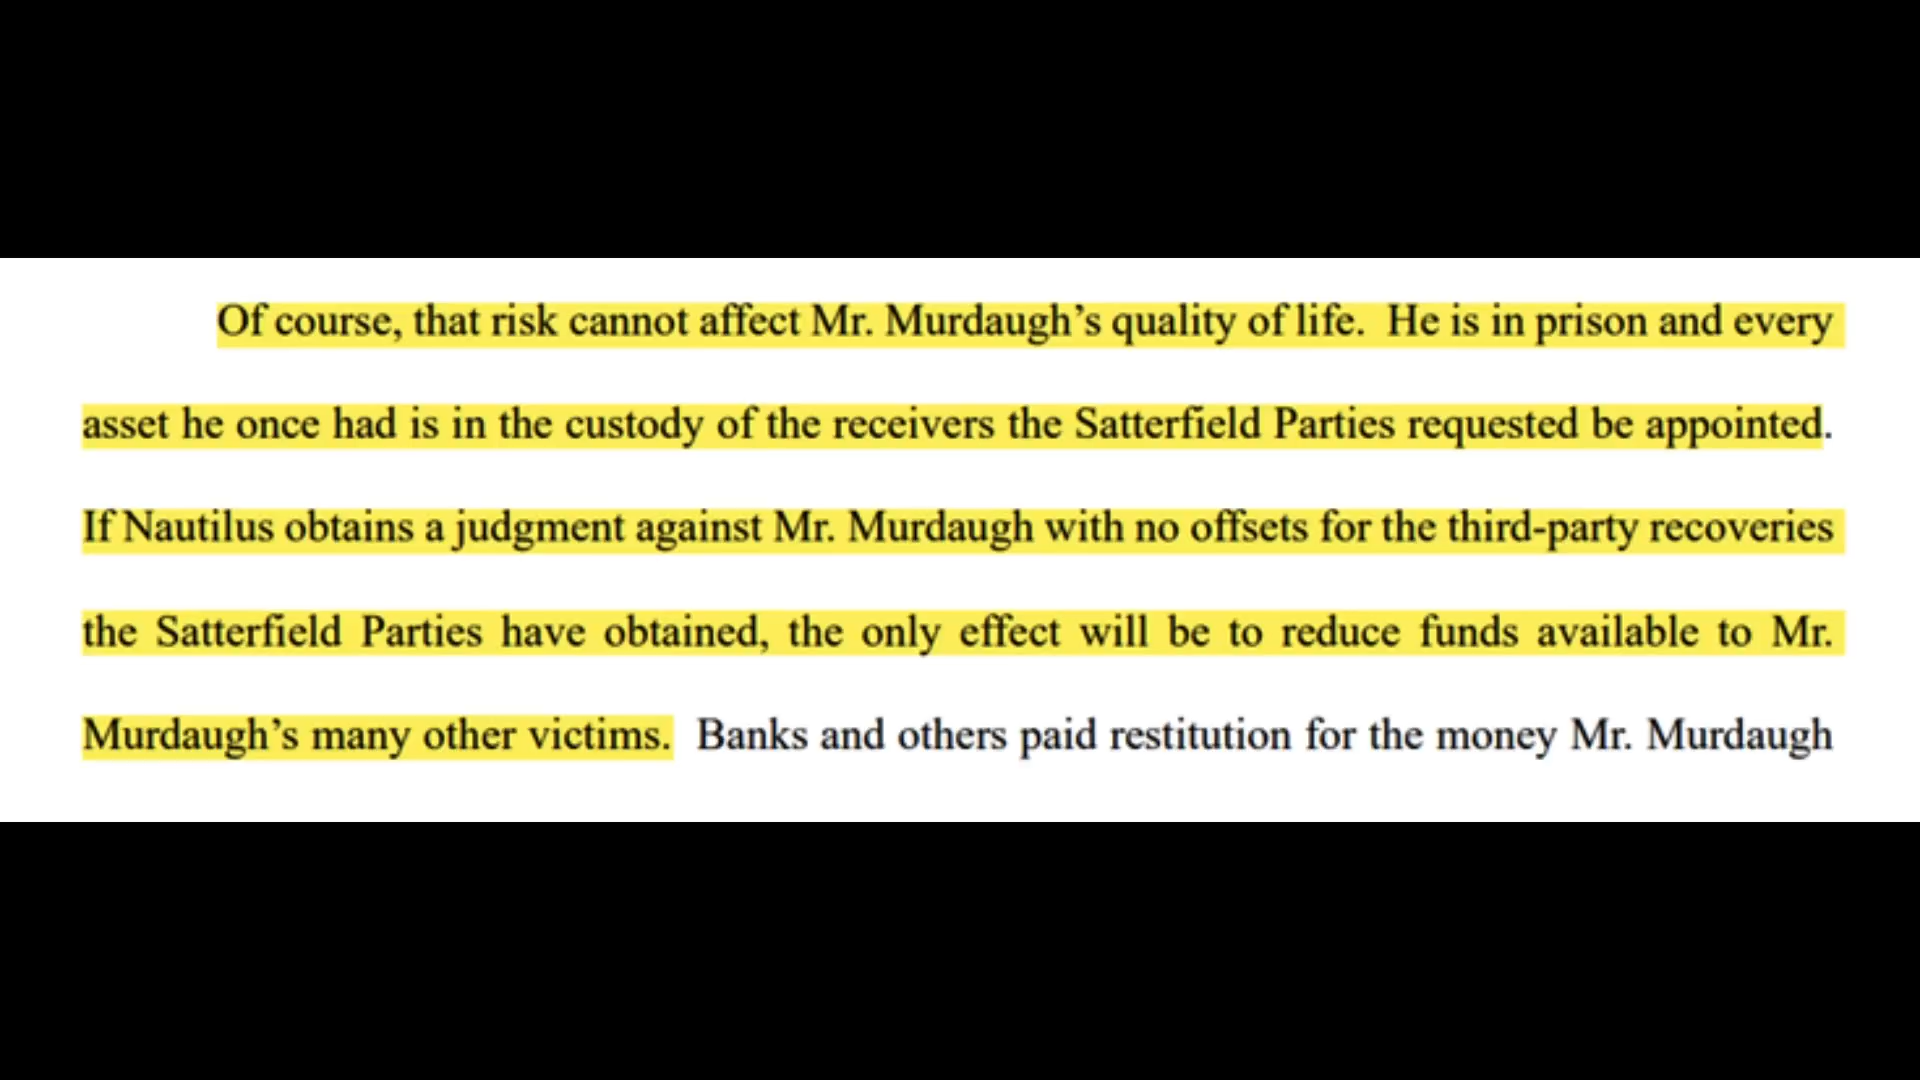 Of course, that risk cannot affect Mr. Murdaugh’s quality of life.  He is in prison and every
asset he once had is in the custody of the receivers the Satterfield Parties requested be appointed.
If Nautilus obtains a judgment against Mr. Murdaugh with no offsets for the third-party recoveries
the Satterfield Parties have obtained, the only effect will be to reduce funds available to Mr.
Murdaugh’s many other victims.  Banks and others paid restitution for the money Mr. Murdaugh